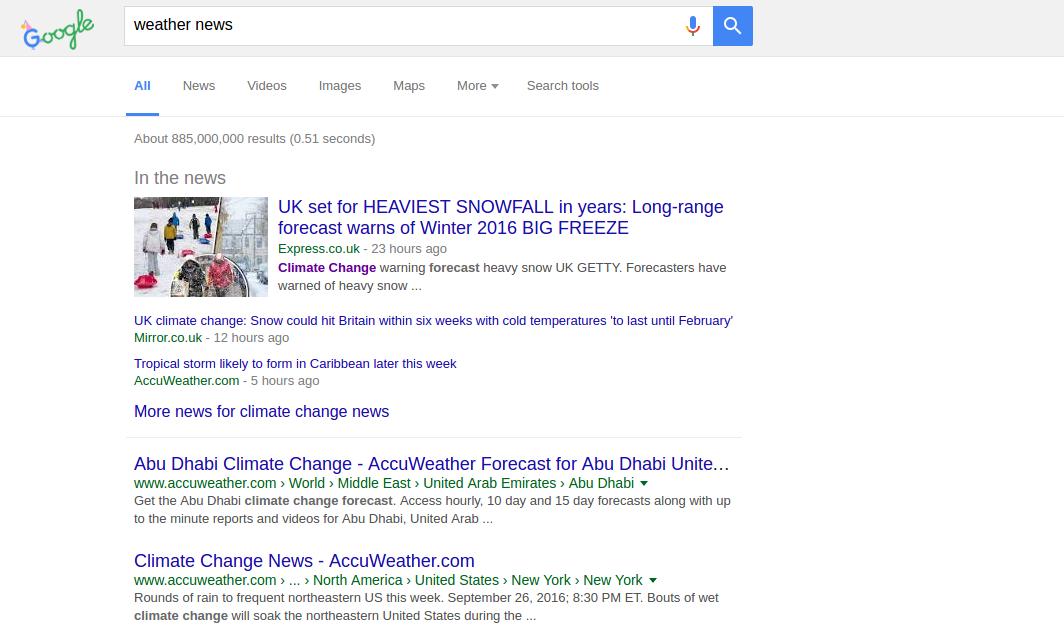 Google
weather news
All News Videos Images Maps More Search tools
About 885,000,000 results (0.51 seconds)
In the news
UK set for HEAVIEST SNOWFALL in years: Long-range
forecast warns of Winter 2016 BIG FREEZE
Express.co.uk - 23 hours ago
Climate Change warning forecast heavy snow UK GETTY. Forecasters have
warned of heavy snow ...
UK climate change: Snow could hit Britain within six weeks with cold temperatures 'to last until February'
Mirror.co.uk - 12 hours ago
Tropical storm likely to form in Caribbean later this week
AccuWeather.com - 5 hours ago
More news for climate change news
Abu Dhabi Climate Change - AccuWeather Forecast for Abu Dhabi Unite...
www.accuweather.com › World › Middle East › United Arab Emirates › Abu Dhabi
Get the Abu Dhabi climate change forecast. Access hourly, 10 day and 15 day forecasts along with up
to the minute reports and videos for Abu Dhabi, United Arab ...
Climate Change News - AccuWeather.com
www.accuweather.com › ... › North America › United States › New York › New York
Rounds of rain to frequent northeastern US this week. September 26, 2016; 8:30 PM ET. Bouts of wet
climate change will soak the northeastern United States during the ...